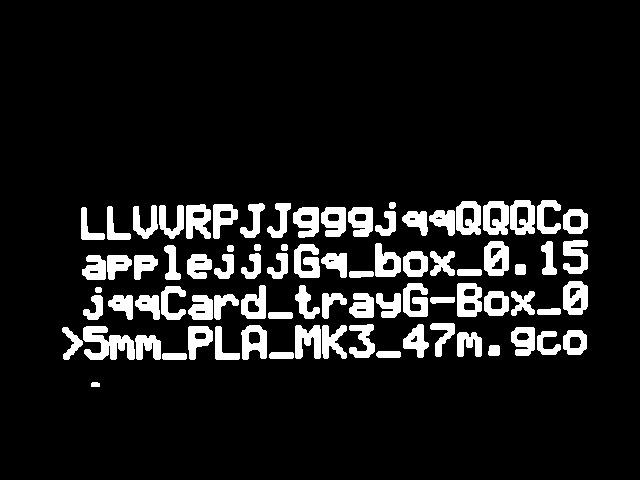 LLVVRPJJgggjqqQQQCo
applejjjGq_box_0.15
jqqCard_trayG-Box_0
>5mm_PLA_MK3_47m.gco